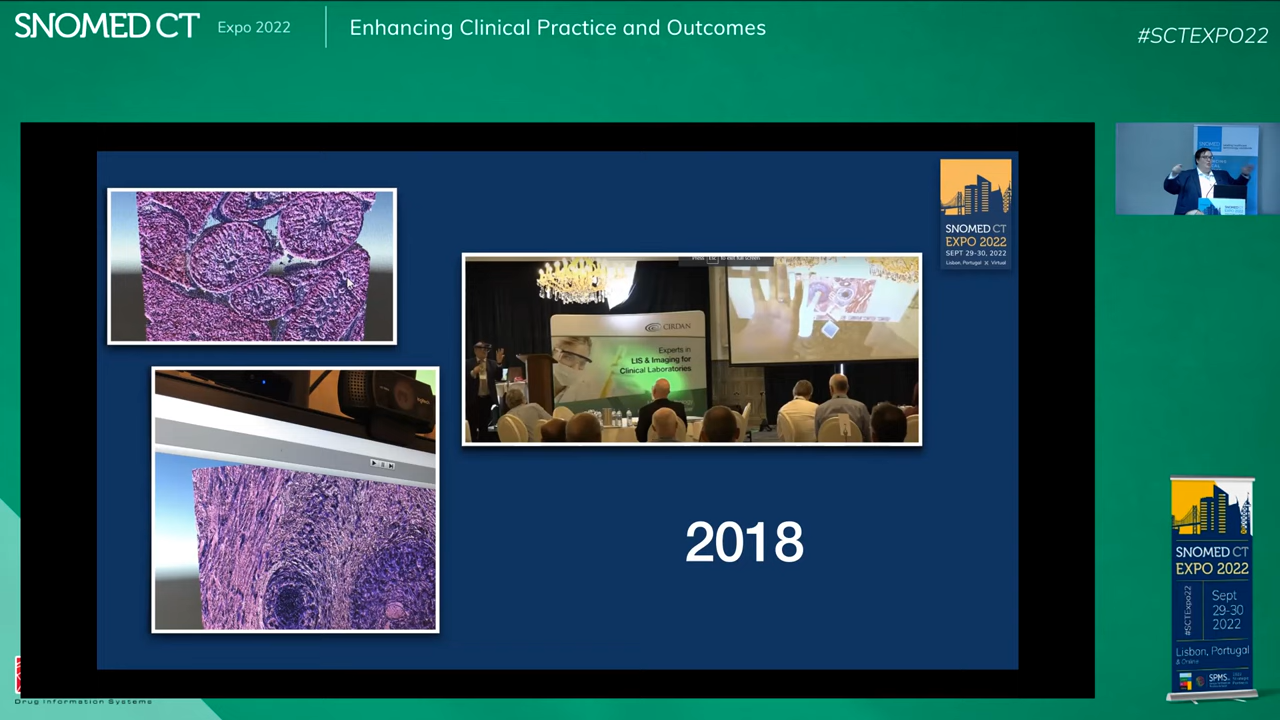 SNOMED CT Expo 2022 Enhancing Clinical Practice and Outcomes
#SCTEXPO22
SNOMED CT
EXPO 2022
SEPT 29-30, 2022
Lisbon, Portugal X Virtual
CIRDAN
Experts in
LIS & Imaging for
Clinical Laboratories
2018
SNOMED
SNOMED CT
EXPO 2022
#SCTExpo22
Sept
29-30
2022
Lisbon, Portugal
& Online
SPMS
Drug Information Systems